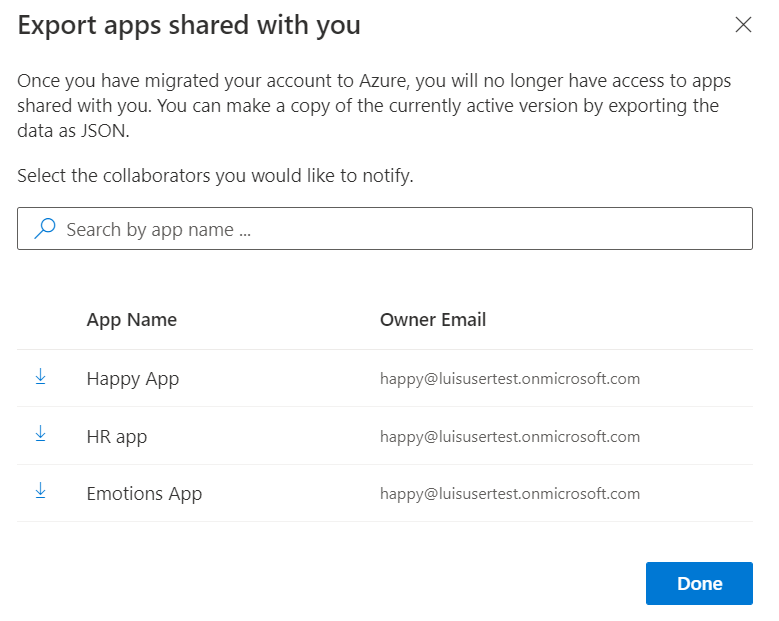 Export apps shared with you
Once you have migrated your account to Azure, you will no longer have access to apps
shared with you. You can make a copy of the currently active version by exporting the
data as JSON.
Select the collaborators you would like to notify.
Search by app name ...
App Name Owner Email
Happy App happy@luisusertest.onmicrosoft.com
HR app happy@luisusertest.onmicrosoft.com
Emotions App happy@luisusertest.onmicrosoft.com
Done